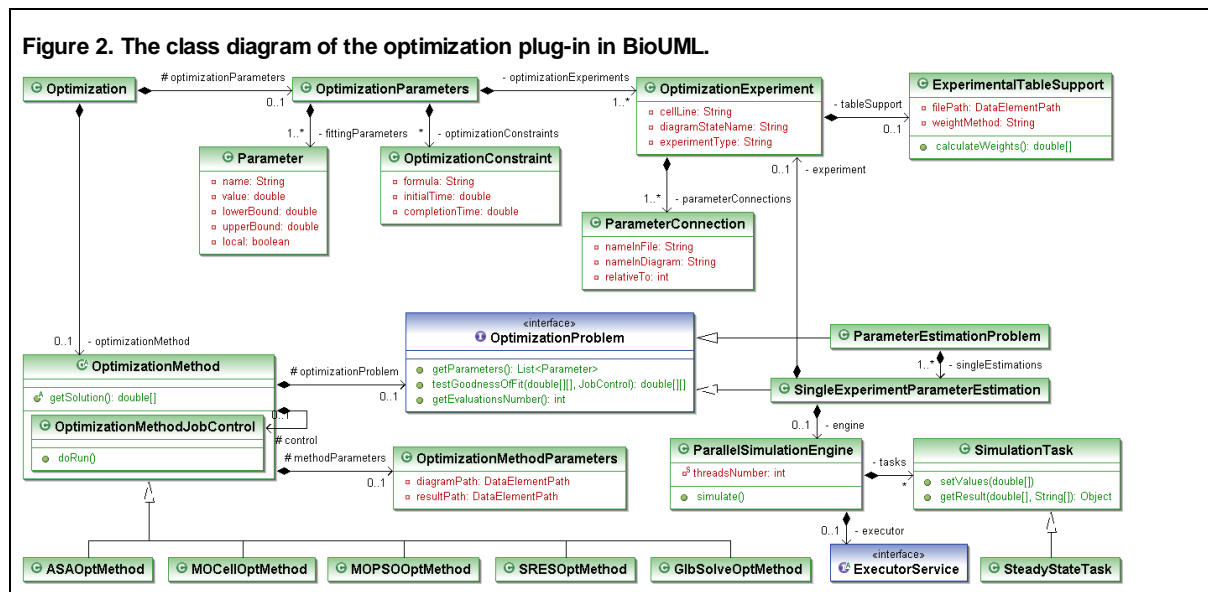 Figure 2. The class diagram of the optimization plug-in in BioUML.
Optimization
# optimizationParameters
0..1
OptimizationParameters
- optimizationExperiments
1..*
OptimizationExperiment
cellLine: String
diagramStateName: String
experimentType: String
- tableSupport
0..1
ExperimentalTableSupport
filePath: DataElementPath
weightMethod: String
calculateWeights(): double[]
1..* - fittingParameters
* - optimizationConstraints
Parameter
name: String
value: double
lowerBound: double
upperBound: double
local: boolean
OptimizationConstraint
formula: String
initialTime: double
completionTime: double
0..1 - experiment
1..* - parameterConnections
ParameterConnection
nameInFile: String
nameInDiagram: String
relativeTo: int
0..1 - optimizationMethod
OptimizationMethod
getSolution(): double[]
0..1
OptimizationMethodJobControl
doRun()
# control
# optimizationProblem
0..1
«interface»
OptimizationProblem
getParameters(): List<Parameter>
testGoodnessOfFit(double[][], JobControl): double[][]
getEvaluationsNumber(): int
ParameterEstimationProblem
1..* - singleEstimations
SingleExperimentParameterEstimation
0..1 - engine
# methodParameters
0..1
OptimizationMethodParameters
diagramPath: DataElementPath
resultPath: DataElementPath
ParallelSimulationEngine
S threadsNumber: int
simulate()
- tasks
*
SimulationTask
setValues(double[])
getResult(double[], String[]): Object
0..1 - executor
«interface»
ExecutorService
SteadyStateTask
ASAOptMethod
MOCellOptMethod
MOPSOOptMethod
SRESOptMethod
GlbSolveOptMethod